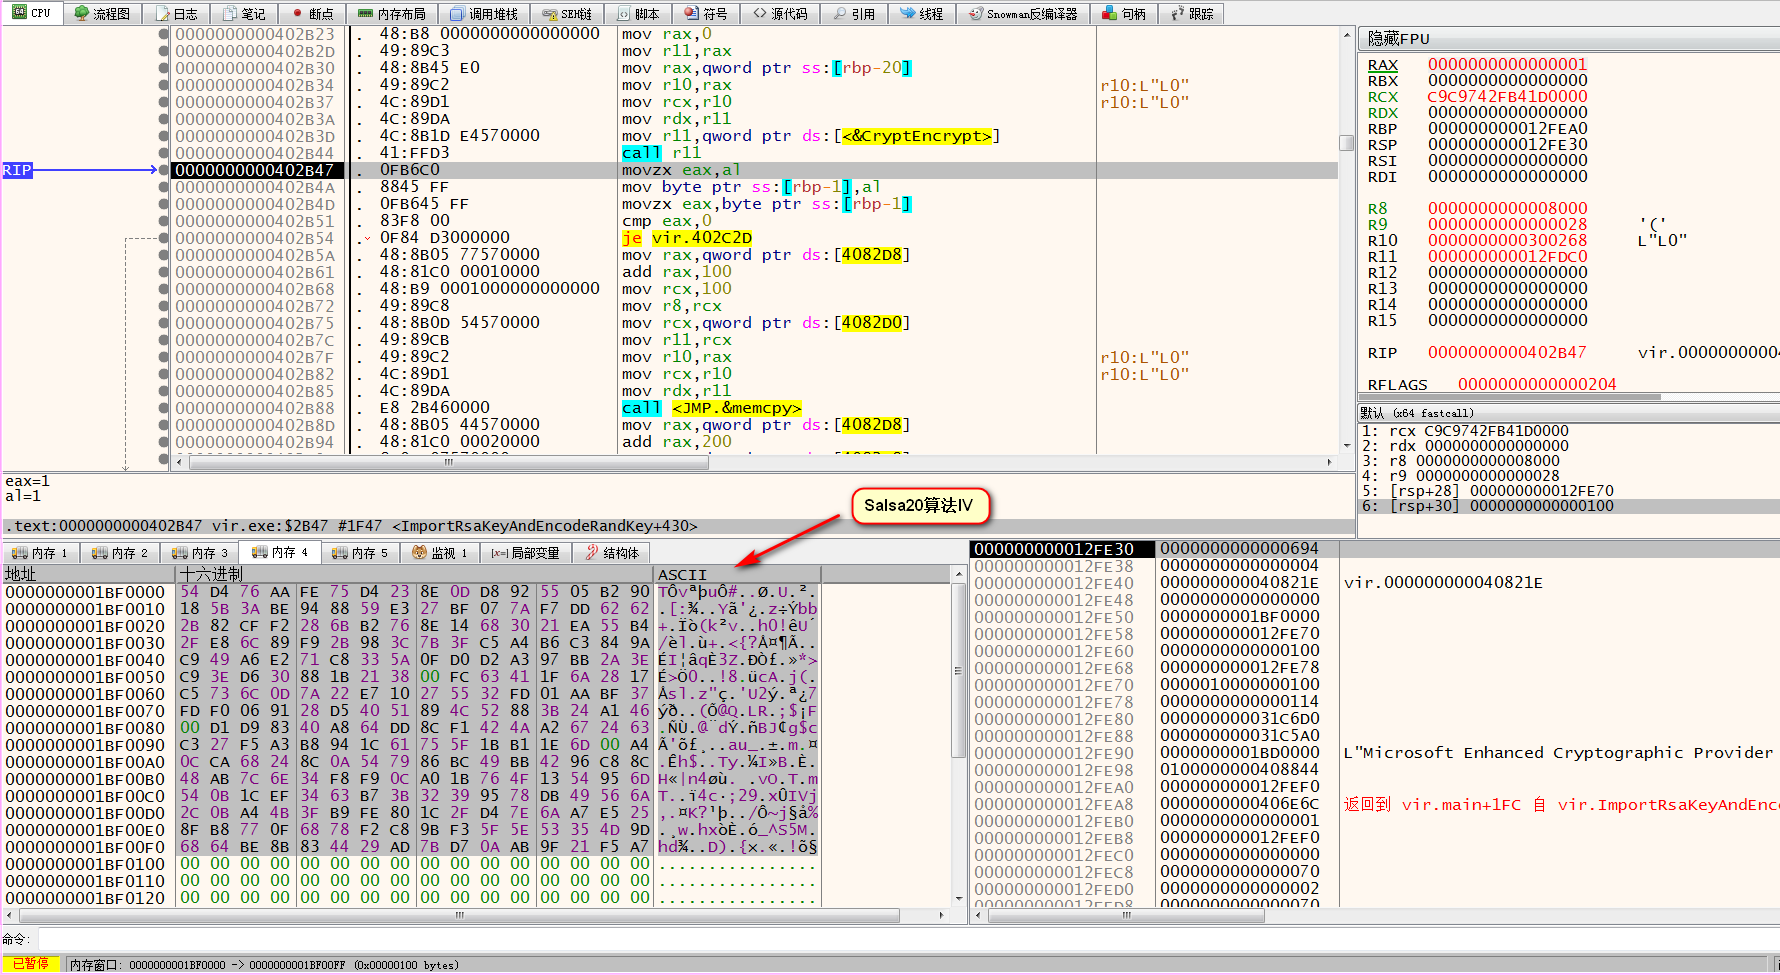 CPU 流程图 日志 笔记 断点 内存布局 调用堆栈 SEH链 脚本 符号 源代码 引用 线程 Snowman反编译器 句柄 跟踪
0000000000402B23 . 48:B8 0000000000000000 mov rax,0
0000000000402B2D . 49:89C3 mov r11,rax
0000000000402B30 . 48:8B45 E0 mov rax,qword ptr ss:[rbp-20]
0000000000402B34 . 49:89C2 mov r10,rax r10:L"L0"
0000000000402B37 . 4C:89D1 mov rcx,r10 r10:L"L0"
0000000000402B3A . 4C:89DA mov rdx,r11
0000000000402B3D . 4C:8B1D E4570000 mov r11,qword ptr ds:[<&CryptEncrypt>]
0000000000402B44 . 41:FFD3 call r11
RIP 0000000000402B47 . 0FB6C0 movzx eax,al
0000000000402B4A . 8845 FF mov byte ptr ss:[rbp-1],al
0000000000402B4D . 0FB645 FF movzx eax,byte ptr ss:[rbp-1]
0000000000402B51 . 83F8 00 cmp eax,0
0000000000402B54 . 0F84 D3000000 je vir.402C2D
0000000000402B5A . 48:8B05 77570000 mov rax,qword ptr ds:[4082D8]
0000000000402B61 . 48:81C0 00010000 add rax,100
0000000000402B68 . 48:B9 0001000000000000 mov rcx,100
0000000000402B72 . 49:89C8 mov r8,rcx
0000000000402B75 . 48:8B0D 54570000 mov rcx,qword ptr ds:[4082D0]
0000000000402B7C . 49:89CB mov r11,rcx
0000000000402B7F . 49:89C2 mov r10,rax r10:L"L0"
0000000000402B82 . 4C:89D1 mov rcx,r10 r10:L"L0"
0000000000402B85 . 4C:89DA mov rdx,r11
0000000000402B88 . E8 2B460000 call <JMP.&memcpy>
0000000000402B8D . 48:8B05 44570000 mov rax,qword ptr ds:[4082D8]
0000000000402B94 . 48:81C0 00020000 add rax,200
隐藏FPU
RAX 0000000000000001
RBX 0000000000000000
RCX C9C9742FB41D0000
RDX 0000000000000000
RBP 000000000012FEA0
RSP 000000000012FE30
RSI 0000000000000000
RDI 0000000000000000
R8 0000000000008000
R9 0000000000000028 '('
R10 0000000000300268 L"L0"
R11 000000000012FDC0
R12 0000000000000000
R13 0000000000000000
R14 0000000000000000
R15 0000000000000000
RIP 0000000000402B47 vir.00000000004
RFLAGS 0000000000000204
默认 (x64 fastcall)
1: rcx C9C9742FB41D0000
2: rdx 0000000000000000
3: r8 0000000000008000
4: r9 0000000000000028
5: [rsp+28] 000000000012FE70
6: [rsp+30] 0000000000000100
eax=1
al=1
Salsa20算法IV
.text:0000000000402B47 vir.exe:$2B47 #1F47 <ImportRsaKeyAndEncodeRandKey+430>
内存 1 内存 2 内存 3 内存 4 内存 5 监视 1 [x=]局部变量 结构体
地址 十六进制 ASCII
0000000001BF0000 54 D4 76 AA FE 75 D4 23 8E 0D D8 92 55 05 B2 90 TÔvªþuÔ#..Ø.U.².
0000000001BF0010 18 5B 3A BE 94 88 59 E3 27 BF 07 7A F7 DD 62 62 .[:¾..Yã'¿.z÷Ýbb
0000000001BF0020 2B 82 CF F2 28 6B B2 76 8E 14 68 30 21 EA 55 B4 +.Ïò(k²v..h0!êU´
0000000001BF0030 2F E8 6C 89 F9 2B 98 3C 7B 3F C5 A4 B6 C3 84 9A /èl.ù+.<{?Å¤¶Ã..
0000000001BF0040 C9 49 A6 E2 71 C8 33 5A 0F D0 D2 A3 97 BB 2A 3E ÉI¦âqÈ3Z.ÐÒ£.»*>
0000000001BF0050 C9 3E D6 30 88 1B 21 38 00 FC 63 41 1F 6A 28 17 É>Ö0..!8.ücA.j(.
0000000001BF0060 C5 73 6C 0D 7A 22 E7 10 27 55 32 FD 01 AA BF 37 Åsl.z"ç.'U2ý.ª¿7
0000000001BF0070 FD F0 06 91 28 D5 40 51 89 4C 52 88 3B 24 A1 46 ýð..(Õ@Q.LR.;$¡F
0000000001BF0080 00 D1 D9 83 40 A8 64 DD 8C F1 42 4A A2 67 24 63 .ÑÙ.@¨dÝ.ñBJ¢g$c
0000000001BF0090 C3 27 F5 A3 B8 94 1C 61 75 5F 1B B1 1E 6D 00 A4 Ã'õ£¸..au_.±.m.¤
0000000001BF00A0 0C CA 68 24 8C 0A 54 79 86 BC 49 BB 42 96 C8 8C .Êh$..Ty.¼I»B.È.
0000000001BF00B0 48 AB 7C 6E 34 F8 F9 0C A0 1B 76 4F 13 54 95 6D H«|n4øù. .vO.T.m
0000000001BF00C0 54 0B 1C EF 34 63 B7 3B 32 39 95 78 DB 49 56 6A T..ï4c·;29.xÛIVj
0000000001BF00D0 2C 0B A4 4B 3F B9 FE 80 1C 2F D4 7E 6A A7 E5 25 ,.¤K?¹þ../Ô~j§å%
0000000001BF00E0 8F B8 77 0F 68 78 F2 C8 9B F3 5F 5E 53 35 4D 9D .¸w.hxòÈ.ó_^S5M.
0000000001BF00F0 68 64 BE 8B 83 44 29 AD 7B D7 0A AB 9F 21 F5 A7 hd¾..D).{×.«.!õ§
0000000001BF0100 00 00 00 00 00 00 00 00 00 00 00 00 00 00 00 00 ................
0000000001BF0110 00 00 00 00 00 00 00 00 00 00 00 00 00 00 00 00 ................
0000000001BF0120 00 00 00 00 00 00 00 00 00 00 00 00 00 00 00 00 ................
000000000012FE30 0000000000000694
000000000012FE38 0000000000000004
000000000012FE40 000000000040821E vir.000000000040821E
000000000012FE48 0000000000000000
000000000012FE50 0000000001BF0000
000000000012FE58 000000000012FE70
000000000012FE60 0000000000000100
000000000012FE68 000000000012FE78
000000000012FE70 0000010000000100
000000000012FE78 0000000000000114
000000000012FE80 000000000031C6D0
000000000012FE88 000000000031C5A0
000000000012FE90 0000000001BD0000 L"Microsoft Enhanced Cryptographic Provider
000000000012FE98 0100000000408844
000000000012FEA0 000000000012FEF0
000000000012FEA8 0000000000406E6C 返回到 vir.main+1FC 自 vir.ImportRsaKeyAndEnc
000000000012FEB0 0000000000000001
000000000012FEB8 000000000012FEF0
000000000012FEC0 0000000000000000
000000000012FEC8 0000000000000070
000000000012FED0 0000000000000002
000000000012FED8 0000000000000070
命令:
已暂停 内存窗口: 0000000001BF0000 -> 0000000001BF00FF (0x00000100 bytes)